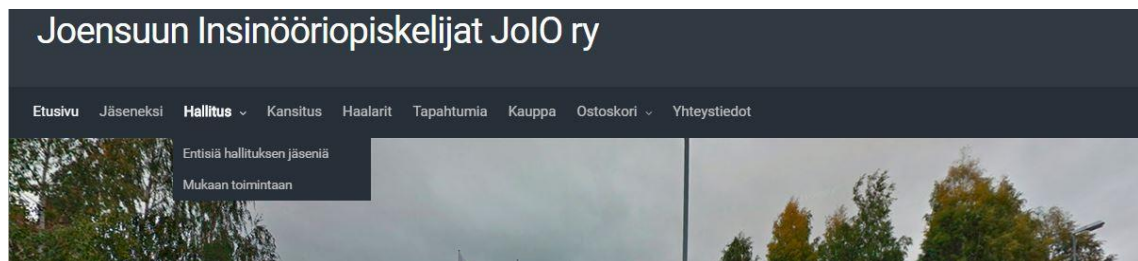 Joensuun Insinööriopiskelijat JoIO ry
Etusivu Jäseneksi Hallitus Kansitus Haalarit Tapahtumia Kauppa Ostoskori Yhteystiedot
Entisiä hallituksen jäseniä
Mukaan toimintaan